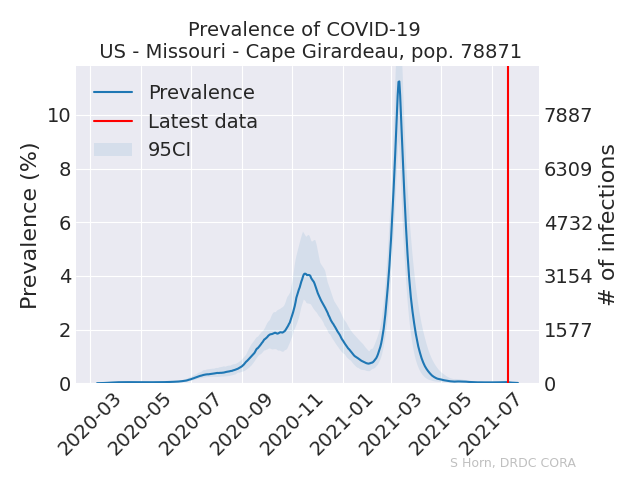 Prevalence of COVID-19
US - Missouri - Cape Girardeau, pop. 78871
Prevalence
Latest data
95CI
Prevalence (%)
10
8
6
4
2
0
7887
6309
4732
3154
1577
0
# of infections
2020-03
2020-05
2020-07
2020-09
2020-11
2021-01
2021-03
2021-05
2021-07
S Horn, DRDC CORA